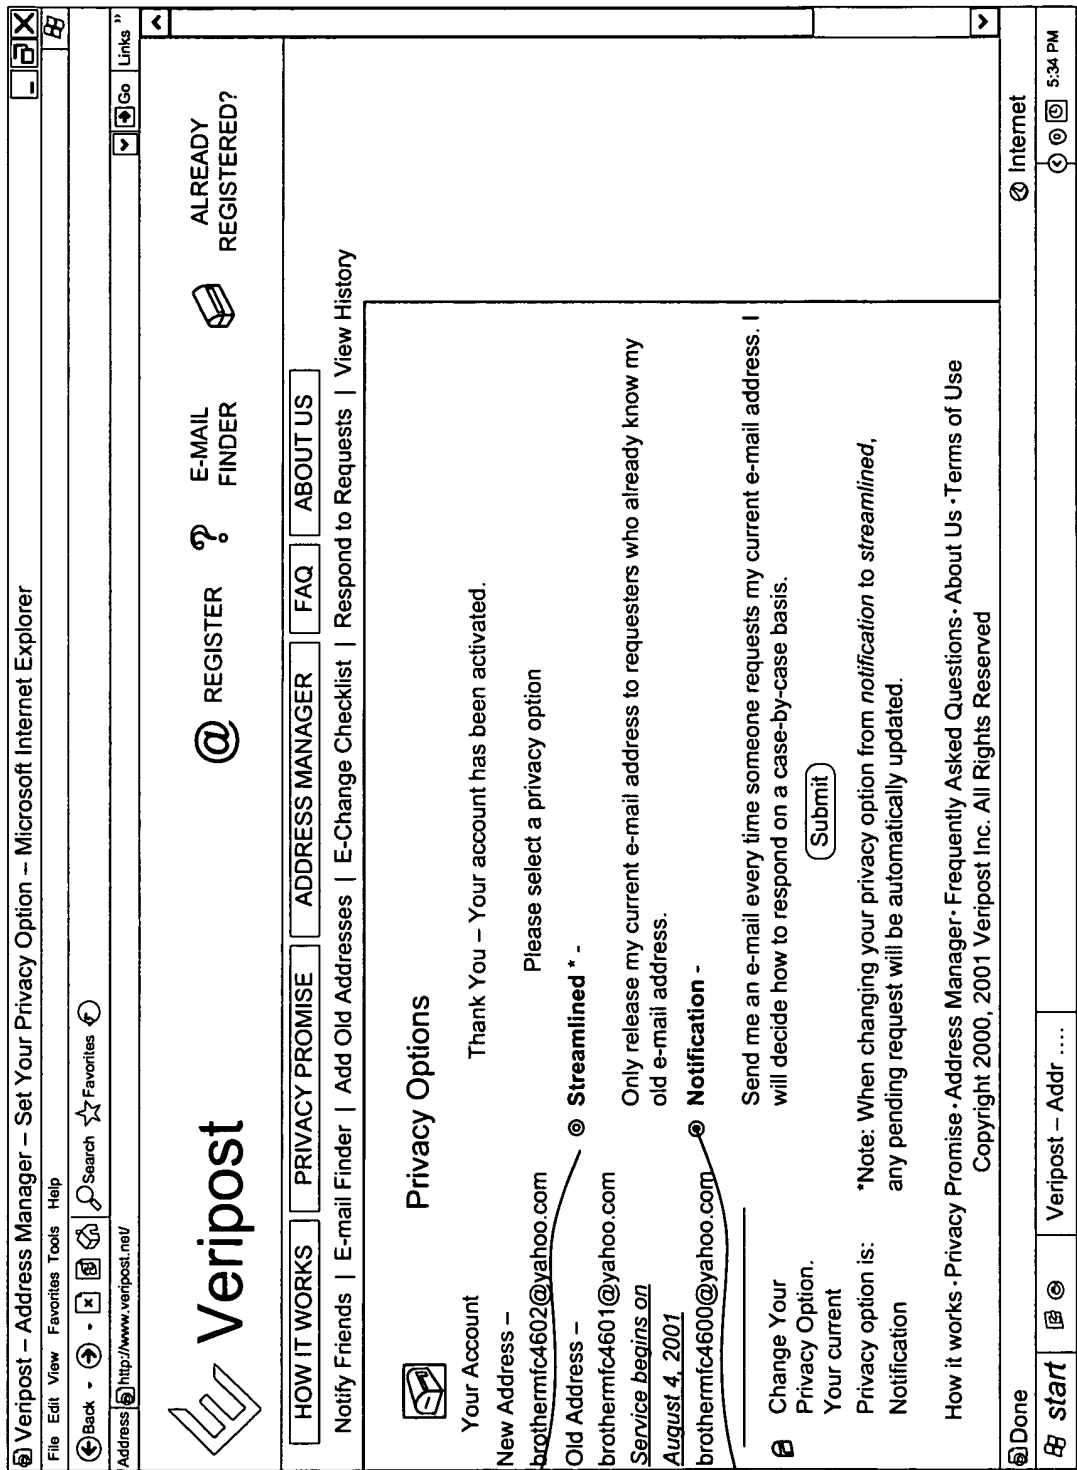 Veripost – Address Manager – Set Your Privacy Option – Microsoft Internet Explorer
File Edit View Favorites Tools Help
Back Search Favorites
Address http://www.veripost.net/ Go Links "
Veripost
@ REGISTER ? E-MAIL FINDER ALREADY REGISTERED?
HOW IT WORKS PRIVACY PROMISE ADDRESS MANAGER FAQ ABOUT US
Notify Friends | E-mail Finder | Add Old Addresses | E-Change Checklist | Respond to Requests | View History
Privacy Options
Your Account
New Address –
brothermfc4602@yahoo.com
Old Address –
brothermfc4601@yahoo.com
Service begins on
August 4, 2001
brothermfc4600@yahoo.com
Change Your
Privacy Option.
Your current
Privacy option is:
Notification
Thank You – Your account has been activated.
Please select a privacy option
Streamlined * -
Only release my current e-mail address to requesters who already know my
old e-mail address.
Notification -
Send me an e-mail every time someone requests my current e-mail address. I
will decide how to respond on a case-by-case basis.
Submit
*Note: When changing your privacy option from notification to streamlined,
any pending request will be automatically updated.
How it works · Privacy Promise · Address Manager · Frequently Asked Questions · About Us · Terms of Use
Copyright 2000, 2001 Veripost Inc. All Rights Reserved
Done Internet
start Veripost – Addr .... 5:34 PM